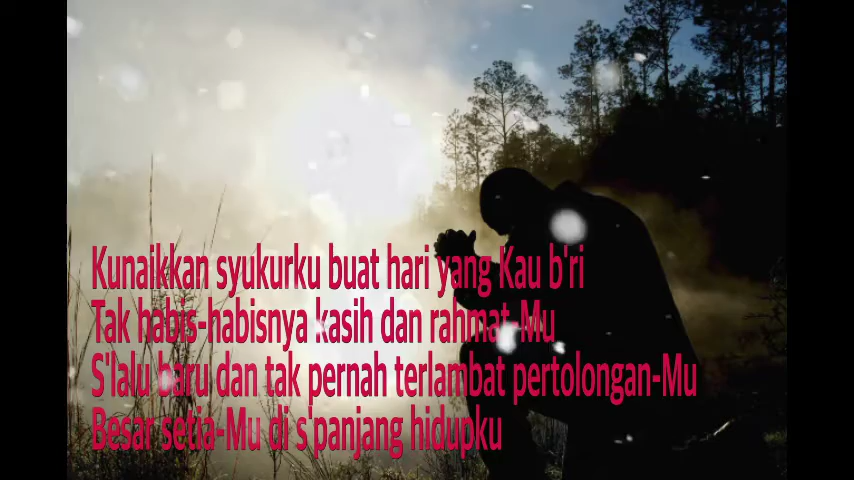 Kunaikkan syukurku buat hari yang Kau b'ri
Tak habis-habisnya kasih dan rahmat-Mu
S'lalu baru dan tak pernah terlambat pertolongan-Mu
Besar setia-Mu di s'panjang hidupku